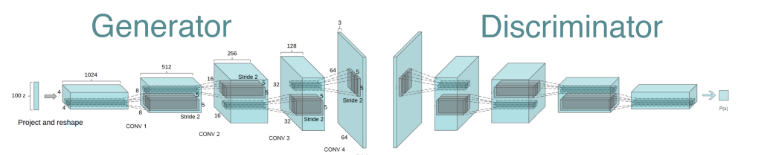 Generator
Discriminator
3
1024
512
256
128
100 z
4
4
8
8
16
16
32
32
64
64
5
5
5
5
5
5
Stride 2
Stride 2
Stride 2
Stride 2
Project and reshape
CONV 1
CONV 2
CONV 3
CONV 4